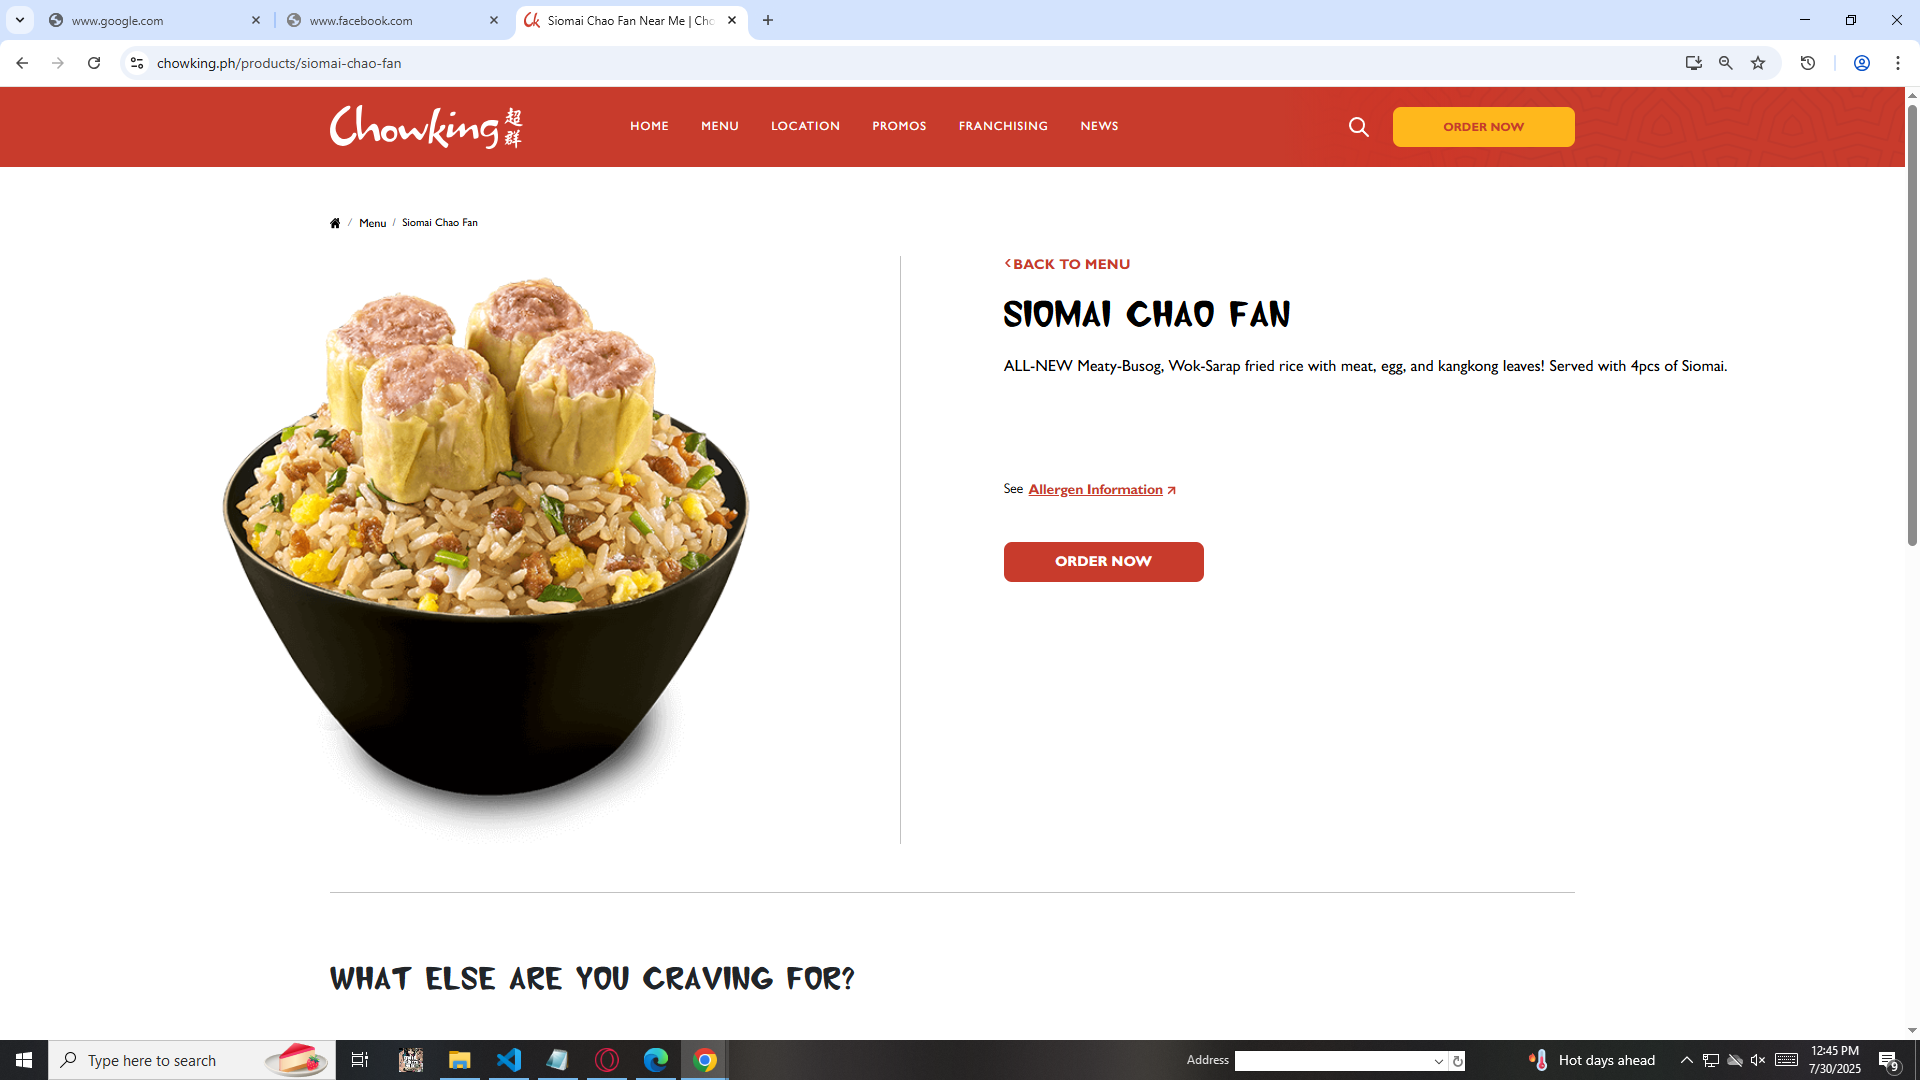 www.google.com
www.facebook.com
Siomai Chao Fan Near Me | Cho
chowking.ph/products/siomai-chao-fan
Chowking 超群
HOME
MENU
LOCATION
PROMOS
FRANCHISING
NEWS
ORDER NOW
/ Menu / Siomai Chao Fan
BACK TO MENU
SIOMAI CHAO FAN
ALL-NEW Meaty-Busog, Wok-Sarap fried rice with meat, egg, and kangkong leaves! Served with 4pcs of Siomai.
See Allergen Information
ORDER NOW
WHAT ELSE ARE YOU CRAVING FOR?
Type here to search
Address
Hot days ahead
12:45 PM
7/30/2025
9